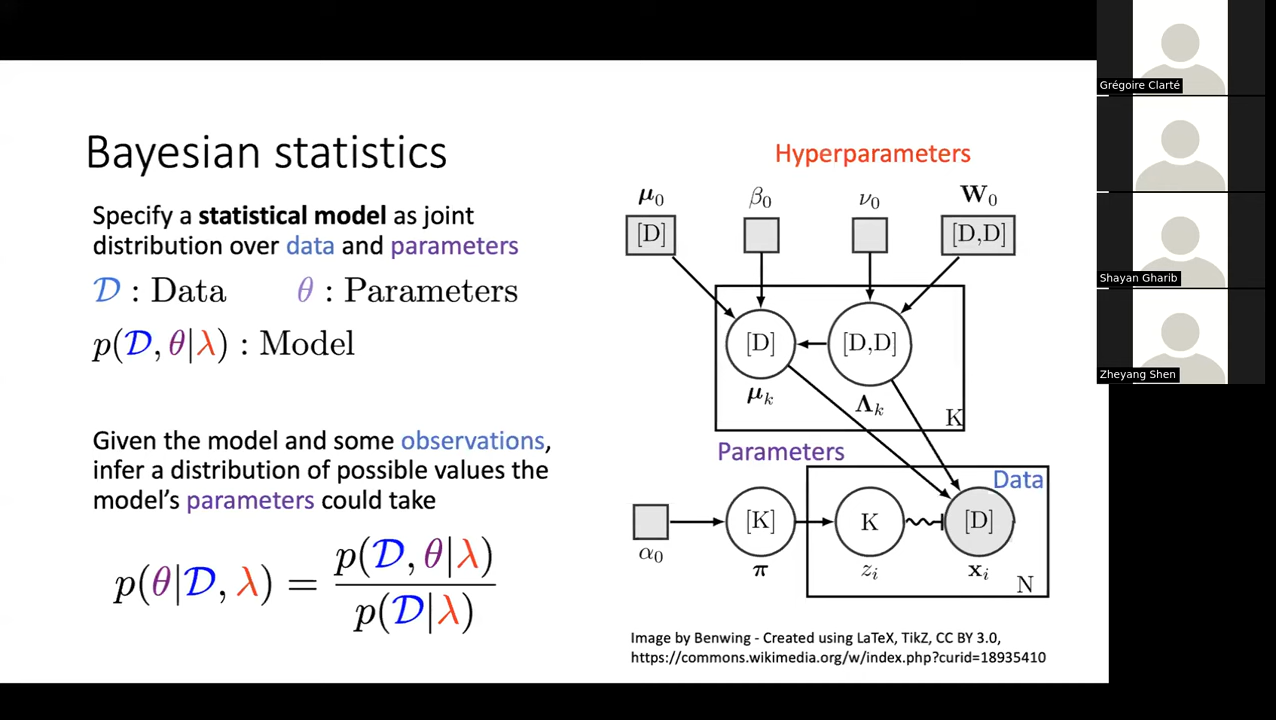 Bayesian statistics
Specify a statistical model as joint
distribution over data and parameters
𝒟 : Data θ : Parameters
p(𝒟, θ|λ) : Model
Given the model and some observations,
infer a distribution of possible values the
model's parameters could take
p(θ|𝒟, λ) = p(𝒟, θ|λ) / p(𝒟|λ)
Hyperparameters
μ₀ β₀ ν₀ W₀
[D] [D,D]
[D] [D,D]
μₖ Λₖ K
Parameters
Data
[K] K [D]
α₀ π zᵢ xᵢ N
Image by Benwing - Created using LaTeX, TikZ, CC BY 3.0,
https://commons.wikimedia.org/w/index.php?curid=18935410
Grégoire Clarté
Shayan Gharib
Zheyang Shen